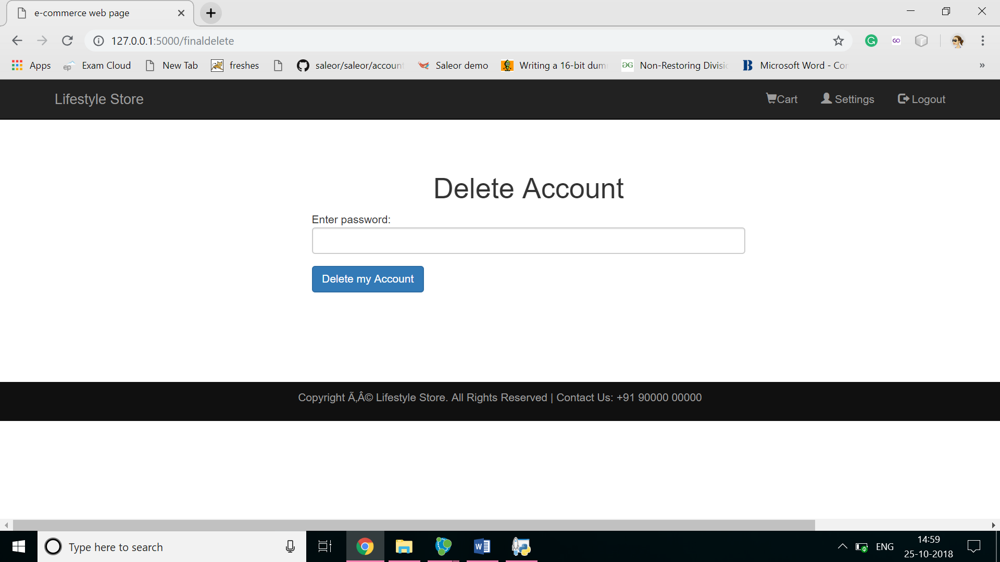 e-commerce web page
127.0.0.1:5000/finaldelete
Apps
ep Exam Cloud
New Tab
freshes
saleor/saleor/account
Saleor demo
Writing a 16-bit dum
Non-Restoring Divisi
Microsoft Word - Con
»
Lifestyle Store
Cart
Settings
Logout
Delete Account
Enter password:
Delete my Account
Copyright Ã‚Â© Lifestyle Store. All Rights Reserved | Contact Us: +91 90000 00000
Type here to search
ENG
14:59
25-10-2018